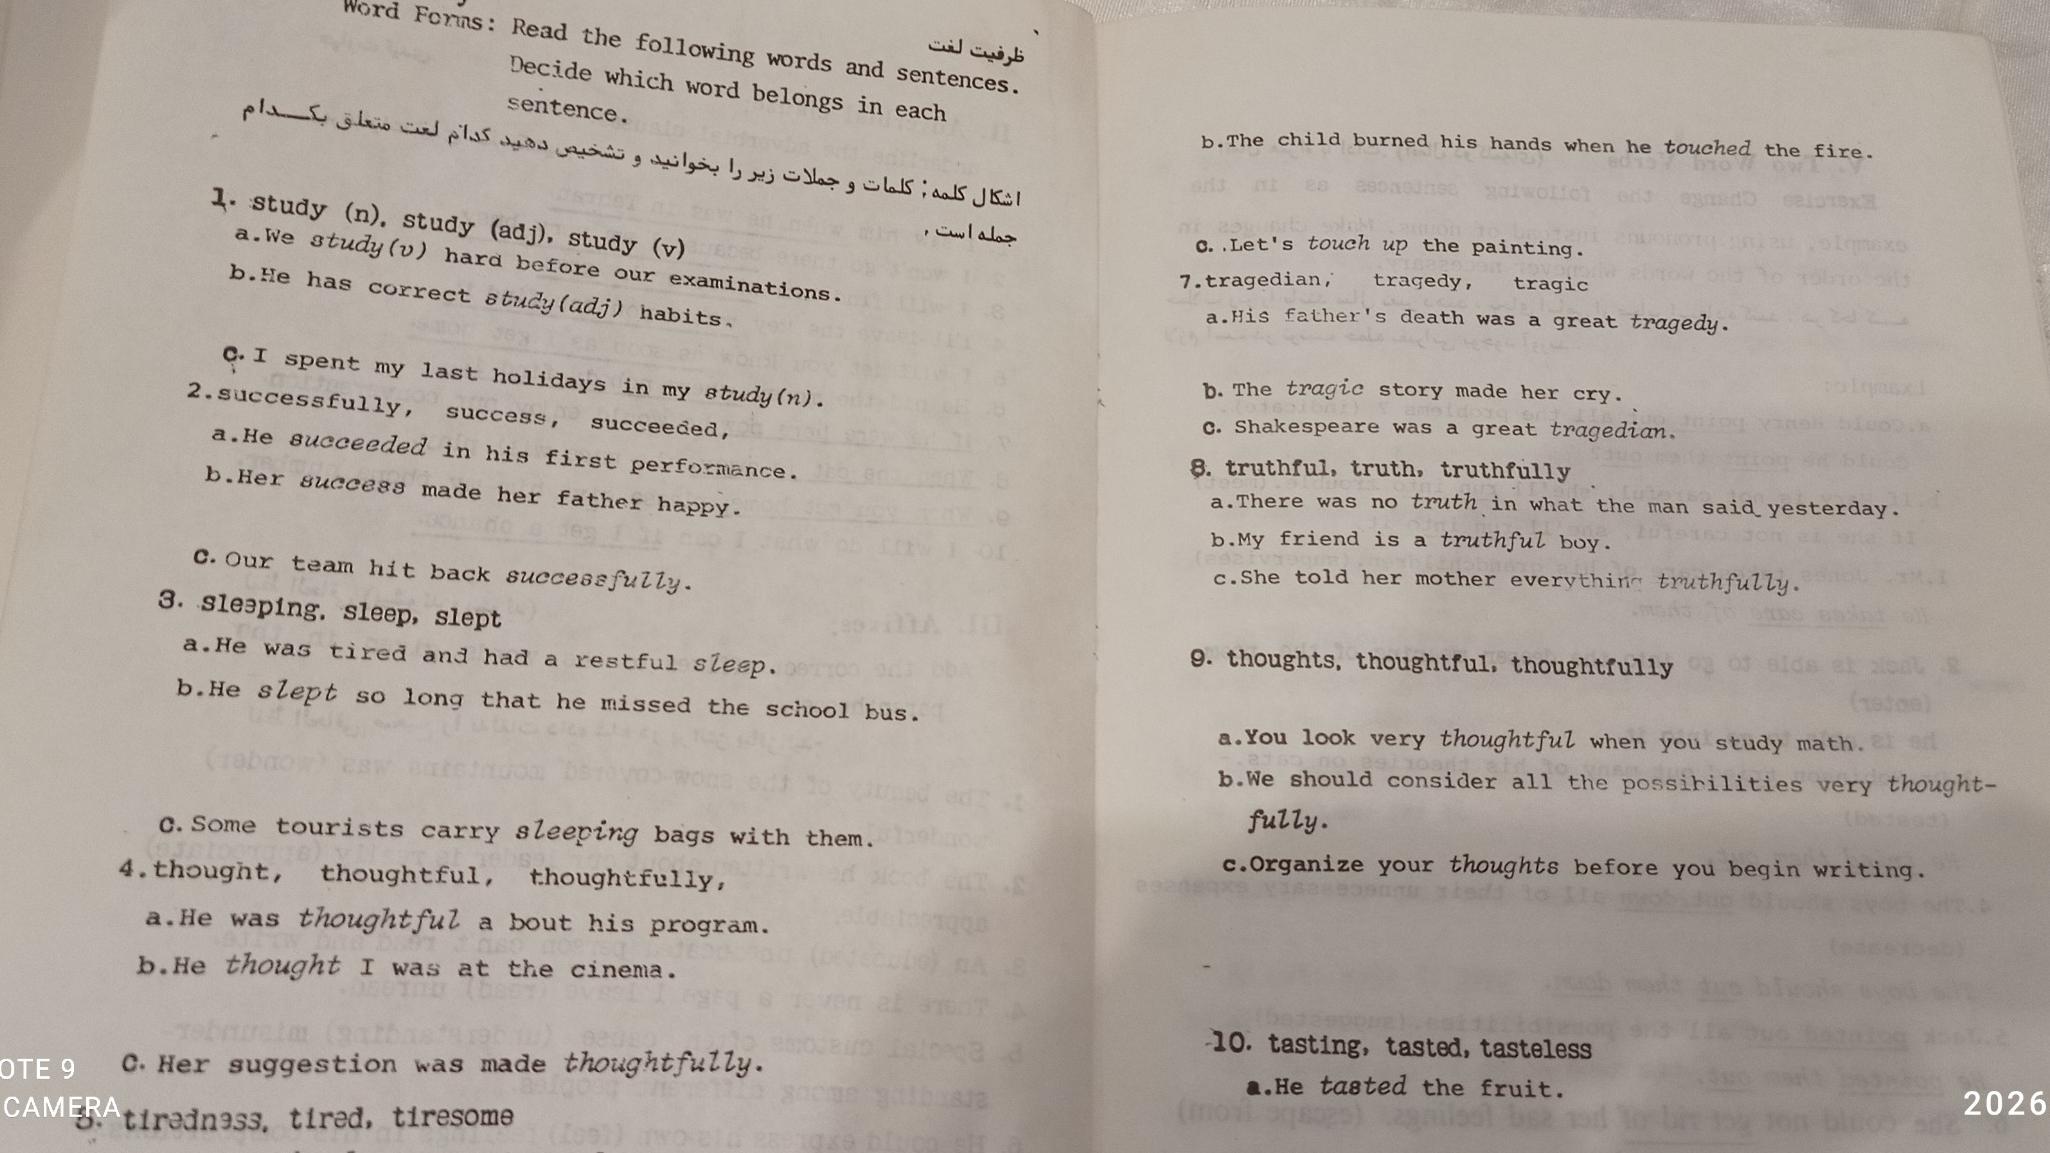 ظرفیت لغت
Word Forms: Read the following words and sentences.
Decide which word belongs in each
sentence.
اشکال کلمه: کلمات و جملات زیر را بخوانید و تشخیص دهید کدام لغت متعلق بکدام
جمله است.
1. study (n), study (adj), study (v)
a.We study(v) hard before our examinations.
b.He has correct study(adj) habits.
c.I spent my last holidays in my study(n).
2.successfully, success, succeeded,
a.He succeeded in his first performance.
b.Her success made her father happy.
c.Our team hit back successfully.
3. sleeping, sleep, slept
a.He was tired and had a restful sleep.
b.He slept so long that he missed the school bus.
c.Some tourists carry sleeping bags with them.
4.thought, thoughtful, thoughtfully,
a.He was thoughtful a bout his program.
b.He thought I was at the cinema.
c. Her suggestion was made thoughtfully.
5. tiredness, tired, tiresome
b.The child burned his hands when he touched the fire.
c. .Let's touch up the painting.
7.tragedian, tragedy, tragic
a.His father's death was a great tragedy.
b. The tragic story made her cry.
c. Shakespeare was a great tragedian.
8. truthful, truth, truthfully
a.There was no truth in what the man said yesterday.
b.My friend is a truthful boy.
c.She told her mother everything truthfully.
9. thoughts, thoughtful, thoughtfully
a.You look very thoughtful when you study math.
b.We should consider all the possibilities very thought-
fully.
c.Organize your thoughts before you begin writing.
10. tasting, tasted, tasteless
a.He tasted the fruit.
OTE 9
CAMERA
2026